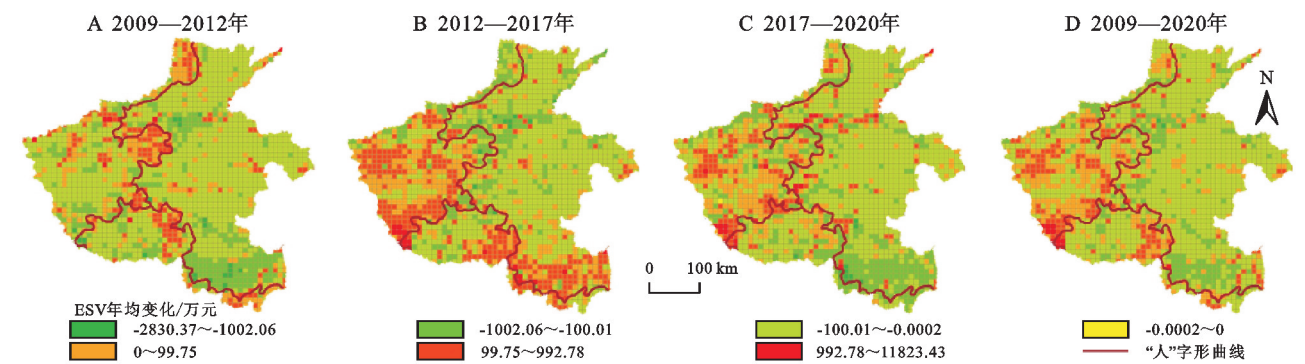 A 2009—2012年
B 2012—2017年
C 2017—2020年
D 2009—2020年
N
0 100 km
ESV年均变化/万元
-2830.37～-1002.06
-1002.06～-100.01
-100.01～-0.0002
-0.0002～0
0～99.75
99.75～992.78
992.78～11823.43
“人”字形曲线